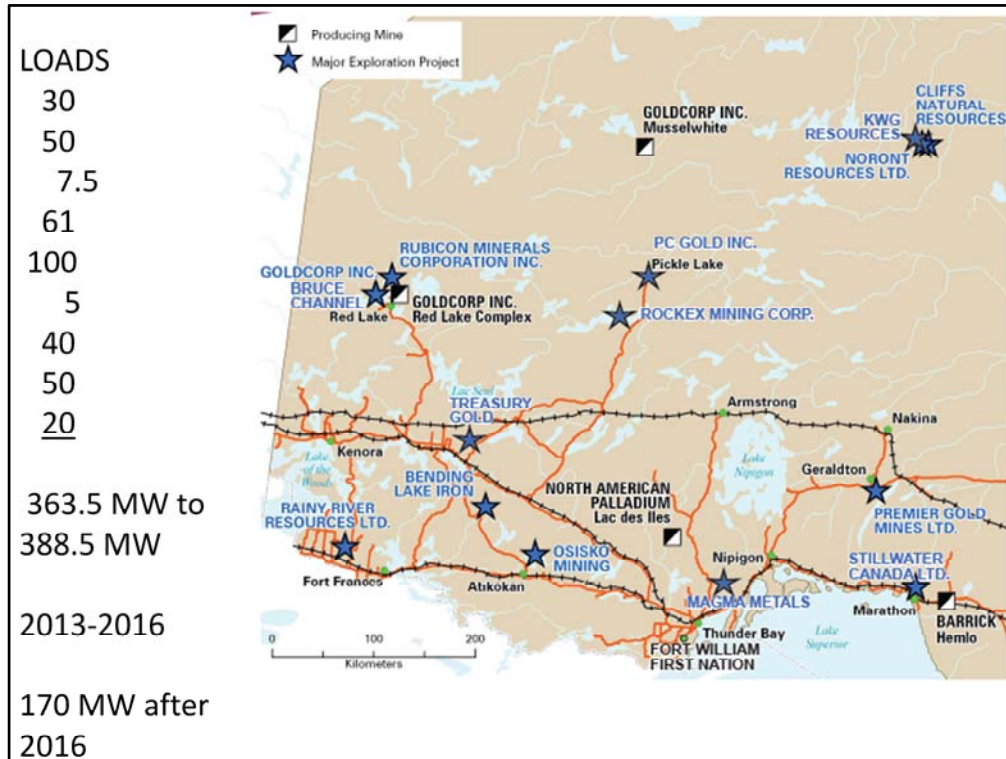 LOADS
30
50
7.5
61
100
5
40
50
20
363.5 MW to
388.5 MW
2013-2016
170 MW after
2016
Producing Mine
Major Exploration Project
GOLDCORP INC.
Musselwhite
CLIFFS
NATURAL
RESOURCES
KWG
RESOURCES
NORONT
RESOURCES LTD.
RUBICON MINERALS
CORPORATION INC.
GOLDCORP INC.
BRUCE
CHANNEL
Red Lake
GOLDCORP INC.
Red Lake Complex
PC GOLD INC.
Pickle Lake
ROCKEX MINING CORP.
Lac Seul
TREASURY
GOLD
Armstrong
Nakina
Kenora
Lake
of the
Woods
Lake
Nipigon
Geraldton
BENDING
LAKE IRON
NORTH AMERICAN
PALLADIUM
Lac des Iles
PREMIER GOLD
MINES LTD.
RAINY RIVER
RESOURCES LTD.
OSISKO
MINING
Nipigon
STILLWATER
CANADA LTD.
Fort Frances
Atikokan
MAGMA METALS
Marathon
BARRICK
Hemlo
Thunder Bay
FORT WILLIAM
FIRST NATION
Lake
Superior
0 100 200
Kilometers